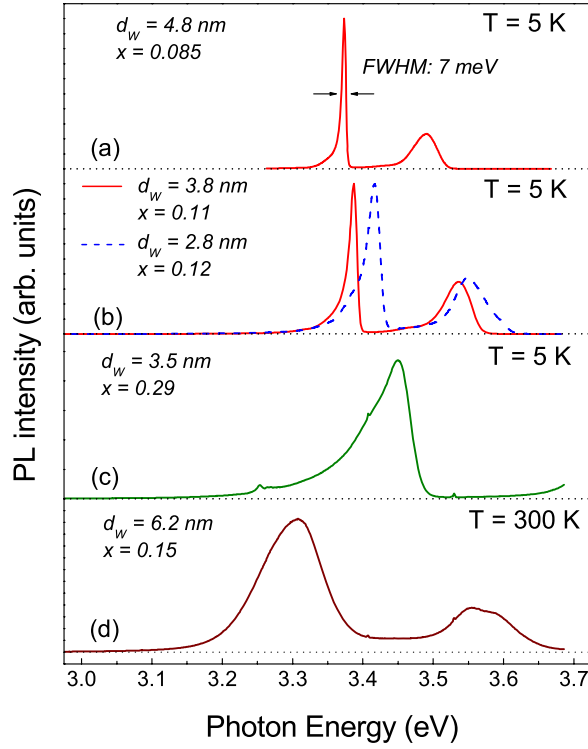 d_w = 4.8 nm
x = 0.085
T = 5 K
FWHM: 7 meV
(a)
d_w = 3.8 nm
x = 0.11
d_w = 2.8 nm
x = 0.12
T = 5 K
(b)
d_w = 3.5 nm
x = 0.29
T = 5 K
(c)
d_w = 6.2 nm
x = 0.15
T = 300 K
(d)
PL intensity (arb. units)
3.0 3.1 3.2 3.3 3.4 3.5 3.6 3.7
Photon Energy (eV)